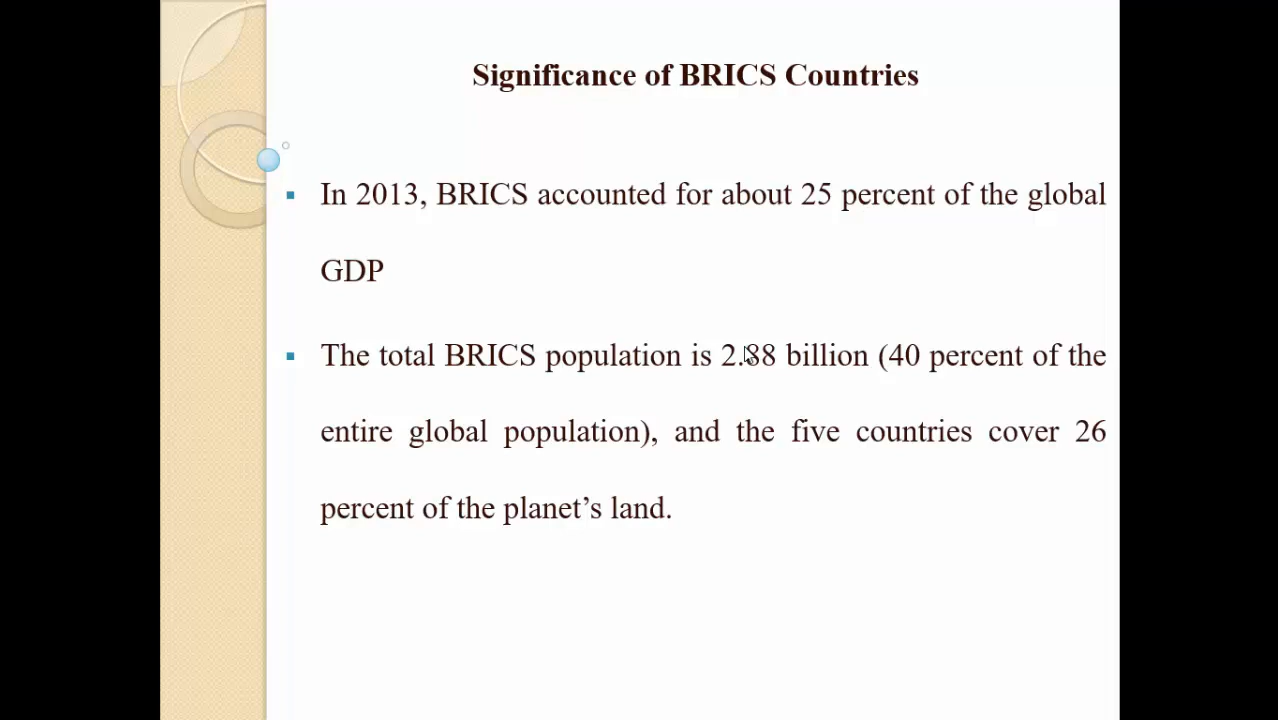 Significance of BRICS Countries
▪ In 2013, BRICS accounted for about 25 percent of the global
GDP
▪ The total BRICS population is 2.88 billion (40 percent of the
entire global population), and the five countries cover 26
percent of the planet’s land.